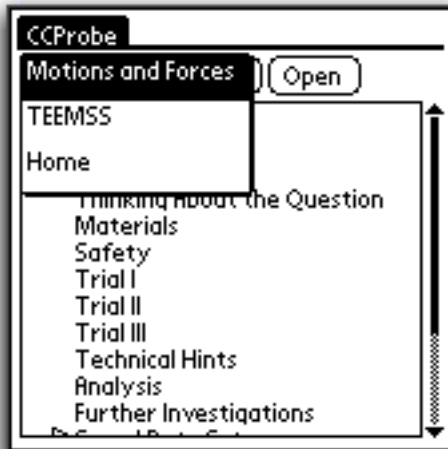 CCProbe
Motions and Forces
Open
TEEMSS
Home
Thinking About the Question
Materials
Safety
Trial I
Trial II
Trial III
Technical Hints
Analysis
Further Investigations